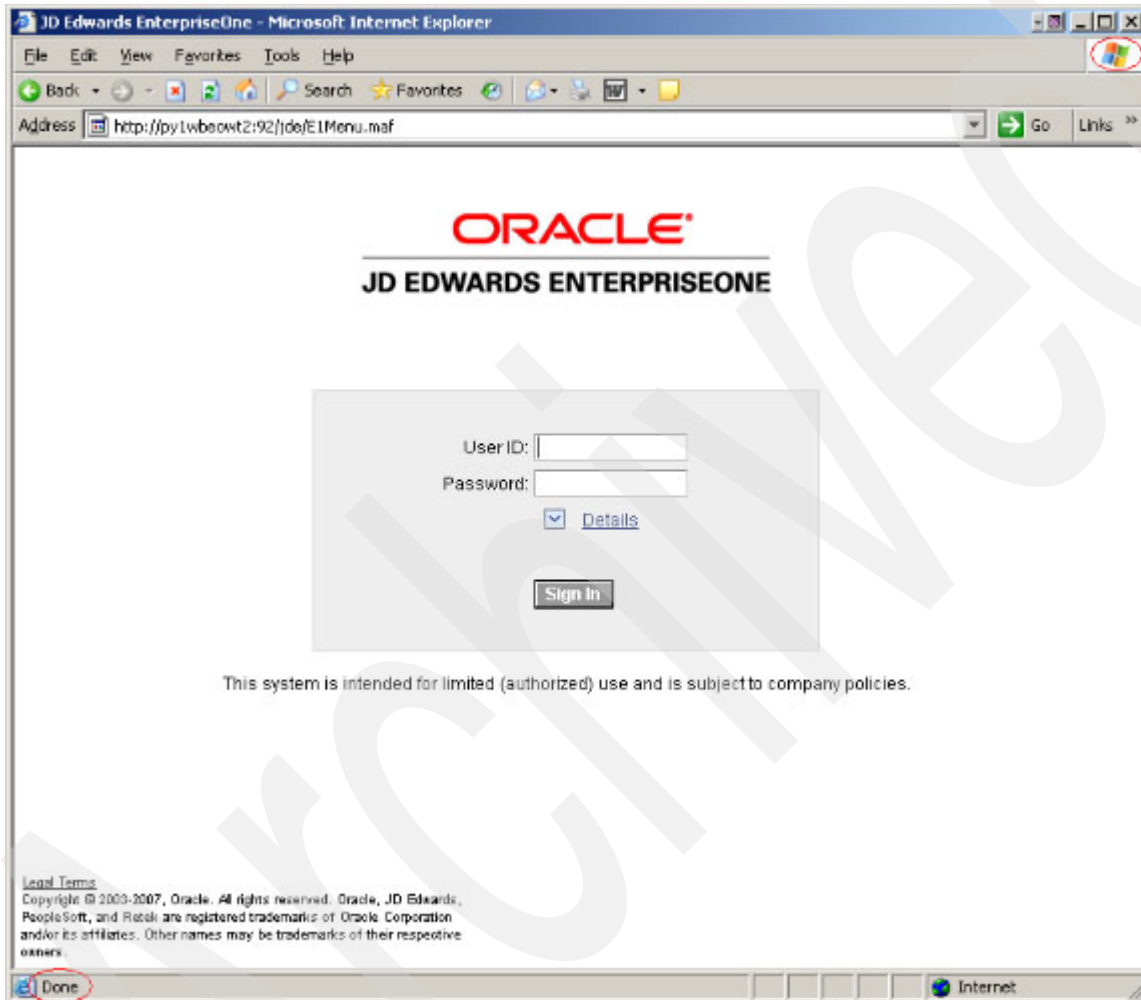 JD Edwards EnterpriseOne - Microsoft Internet Explorer
File Edit View Favorites Tools Help
Back Search Favorites
Address http://py1wbeowt2:92/jde/E1Menu.maf Go Links »
ORACLE
JD EDWARDS ENTERPRISEONE
User ID:
Password:
Details
Sign In
This system is intended for limited (authorized) use and is subject to company policies.
Legal Terms
Copyright © 2003-2007, Oracle. All rights reserved. Oracle, JD Edwards,
PeopleSoft, and Retek are registered trademarks of Oracle Corporation
and/or its affiliates. Other names may be trademarks of their respective
owners.
Done Internet
Archived